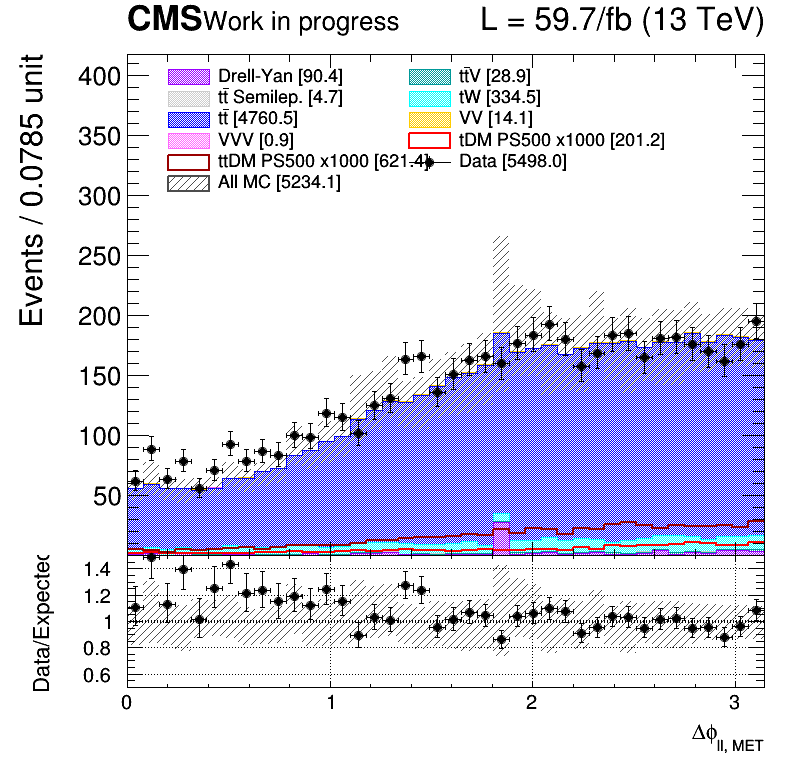 CMS Work in progress L = 59.7/fb (13 TeV)
Events / 0.0785 unit
400
350
300
250
200
150
100
50
Drell-Yan [90.4]
tt̄V [28.9]
tt̄ Semilep. [4.7]
tW [334.5]
tt̄ [4760.5]
VV [14.1]
VVV [0.9]
tDM PS500 x1000 [201.2]
ttDM PS500 x1000 [621.4]
Data [5498.0]
All MC [5234.1]
Data/Expected
1.4
1.2
1
0.8
0.6
0 1 2 3
Δϕll, MET